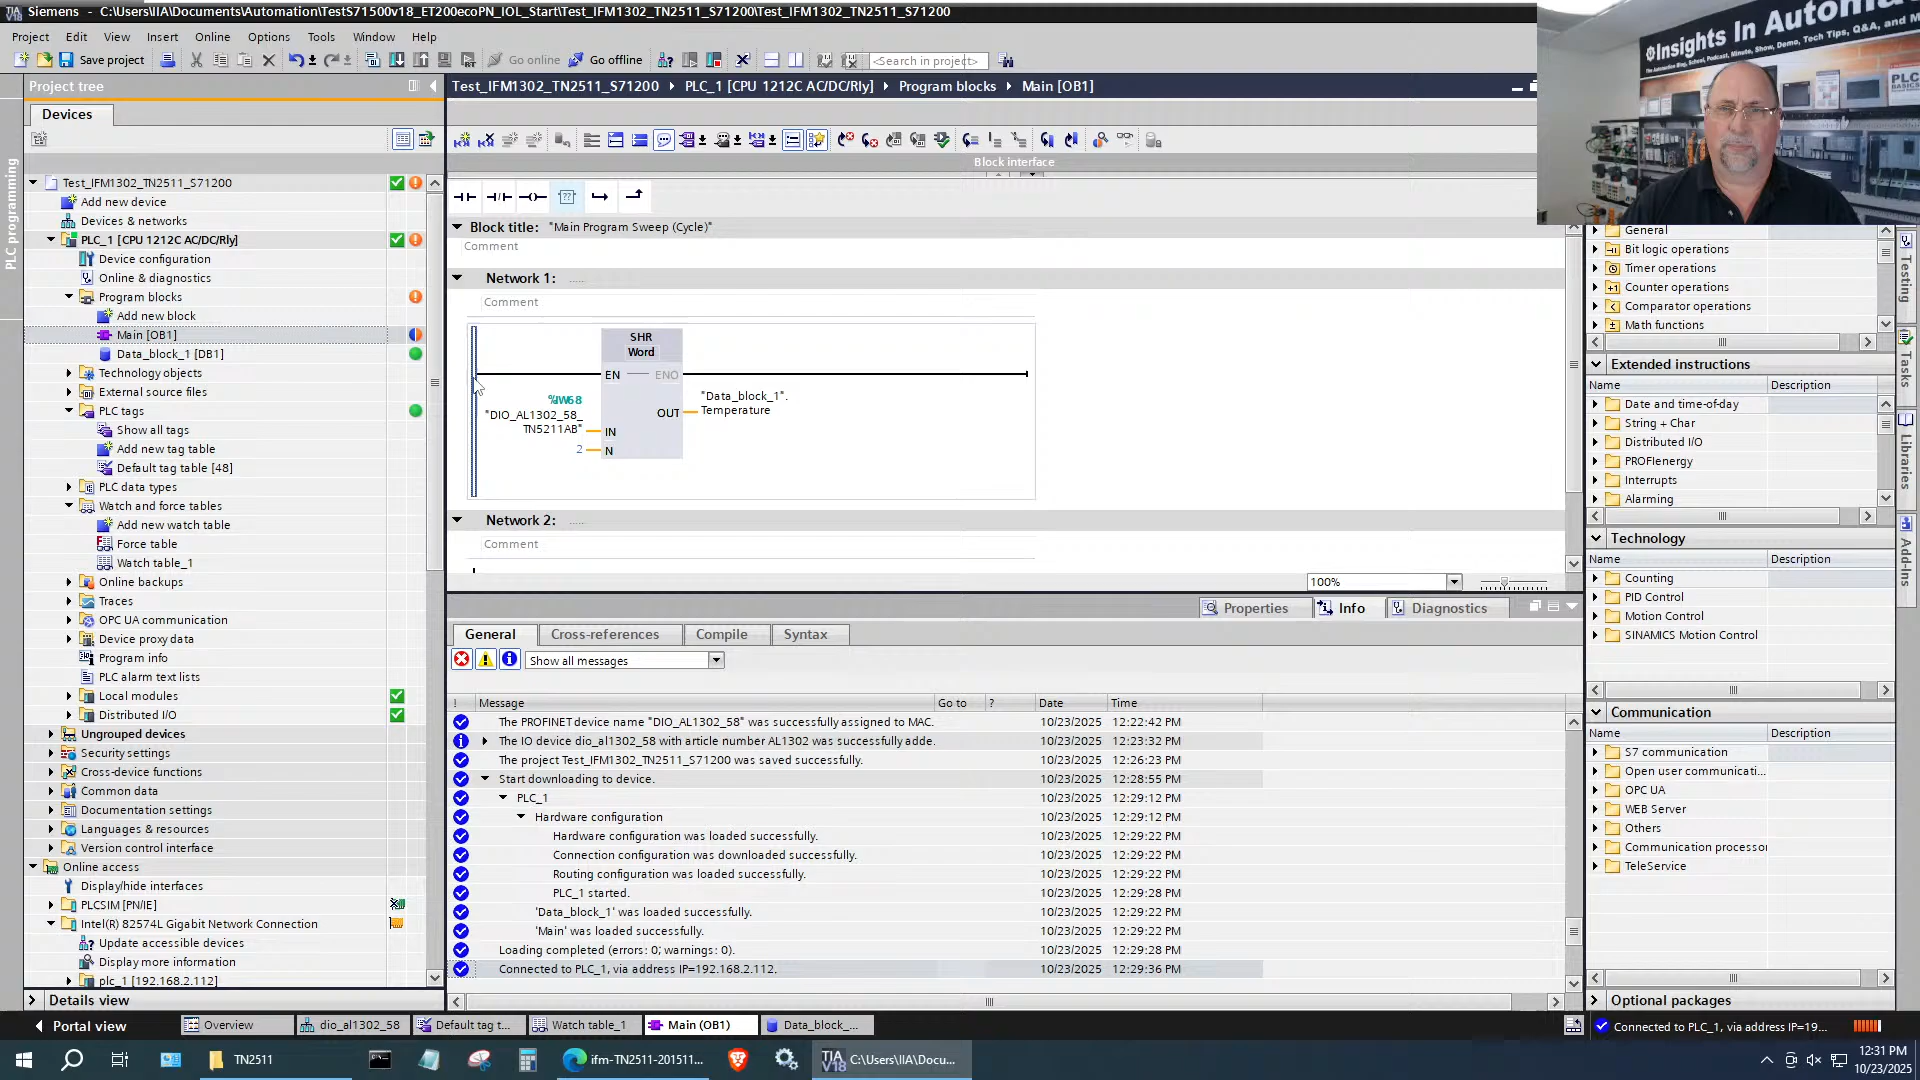 Siemens - C:\Users\IIA\Documents\Automation\TestS71500v18_ET200ecoPN_IOL_Start\Test_IFM1302_TN2511_S71200\Test_IFM1302_TN2511_S71200
Project Edit View Insert Online Options Tools Window Help
Save project
Go online
Go offline
<Search in project>
Insights In Automa
The Automation Blog, School, Podcast, Minute, Show, Demo, Tech Tips, Q&A, and M
PLC
BASICS
Project tree
Test_IFM1302_TN2511_S71200 PLC_1 [CPU 1212C AC/DC/Rly] Program blocks Main [OB1]
Devices
PLC programming
Block interface
Test_IFM1302_TN2511_S71200
Add new device
Devices & networks
PLC_1 [CPU 1212C AC/DC/Rly]
Device configuration
Online & diagnostics
Program blocks
Add new block
Main [OB1]
Data_block_1 [DB1]
Technology objects
External source files
PLC tags
Show all tags
Add new tag table
Default tag table [48]
PLC data types
Watch and force tables
Add new watch table
Force table
Watch table_1
Online backups
Traces
OPC UA communication
Device proxy data
Program info
PLC alarm text lists
Local modules
Distributed I/O
Ungrouped devices
Security settings
Cross-device functions
Common data
Documentation settings
Languages & resources
Version control interface
Online access
Display/hide interfaces
PLCSIM [PN/IE]
Intel(R) 82574L Gigabit Network Connection
Update accessible devices
Display more information
plc_1 [192.168.2.112]
Details view
??
Block title: "Main Program Sweep (Cycle)"
Comment
Network 1: .....
Comment
SHR
Word
EN ENO
%IW68
"DIO_AL1302_58_
TN5211AB"
IN
2 N
OUT
"Data_block_1".
Temperature
Network 2: .....
Comment
100%
Properties
Info
Diagnostics
General Cross-references Compile Syntax
Show all messages
! Message Go to ? Date Time
The PROFINET device name "DIO_AL1302_58" was successfully assigned to MAC. 10/23/2025 12:22:42 PM
The IO device dio_al1302_58 with article number AL1302 was successfully adde. 10/23/2025 12:23:32 PM
The project Test_IFM1302_TN2511_S71200 was saved successfully. 10/23/2025 12:26:23 PM
Start downloading to device. 10/23/2025 12:28:55 PM
PLC_1 10/23/2025 12:29:12 PM
Hardware configuration 10/23/2025 12:29:12 PM
Hardware configuration was loaded successfully. 10/23/2025 12:29:22 PM
Connection configuration was downloaded successfully. 10/23/2025 12:29:22 PM
Routing configuration was loaded successfully. 10/23/2025 12:29:22 PM
PLC_1 started. 10/23/2025 12:29:28 PM
'Data_block_1' was loaded successfully. 10/23/2025 12:29:22 PM
'Main' was loaded successfully. 10/23/2025 12:29:22 PM
Loading completed (errors: 0; warnings: 0). 10/23/2025 12:29:28 PM
Connected to PLC_1, via address IP=192.168.2.112. 10/23/2025 12:29:36 PM
General
Bit logic operations
Timer operations
Counter operations
Comparator operations
Math functions
Extended instructions
Name Description
Date and time-of-day
String + Char
Distributed I/O
PROFIenergy
Interrupts
Alarming
Technology
Name Description
Counting
PID Control
Motion Control
SINAMICS Motion Control
Communication
Name Description
S7 communication
Open user communicati...
OPC UA
WEB Server
Others
Communication processor
TeleService
Optional packages
Testing
Tasks
Libraries
Add-Ins
Portal view
Overview
dio_al1302_58
Default tag t...
Watch table_1
Main (OB1)
Data_block_...
Connected to PLC_1, via address IP=19...
TN2511
ifm-TN2511-201511...
TIA V18
C:\Users\IIA\Docu...
12:31 PM
10/23/2025